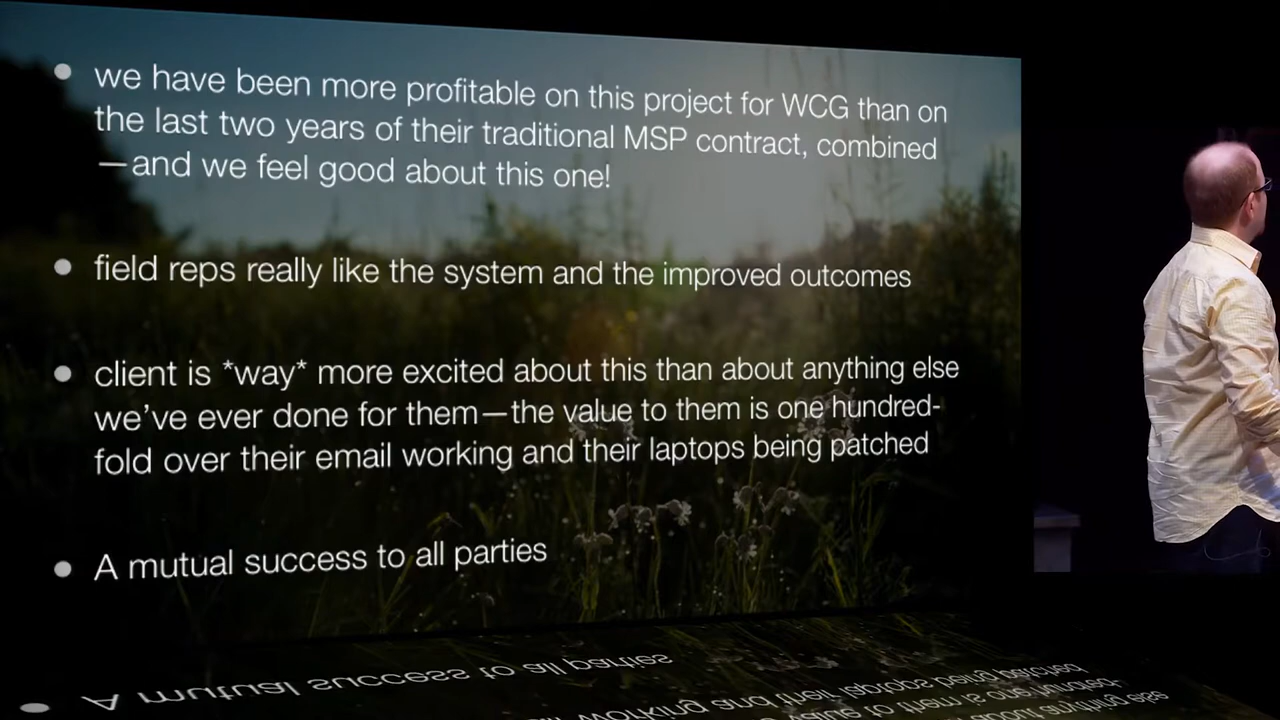 we have been more profitable on this project for WCG than on
the last two years of their traditional MSP contract, combined
—and we feel good about this one!
field reps really like the system and the improved outcomes
client is *way* more excited about this than about anything else
we’ve ever done for them—the value to them is one hundred-
fold over their email working and their laptops being patched
A mutual success to all parties